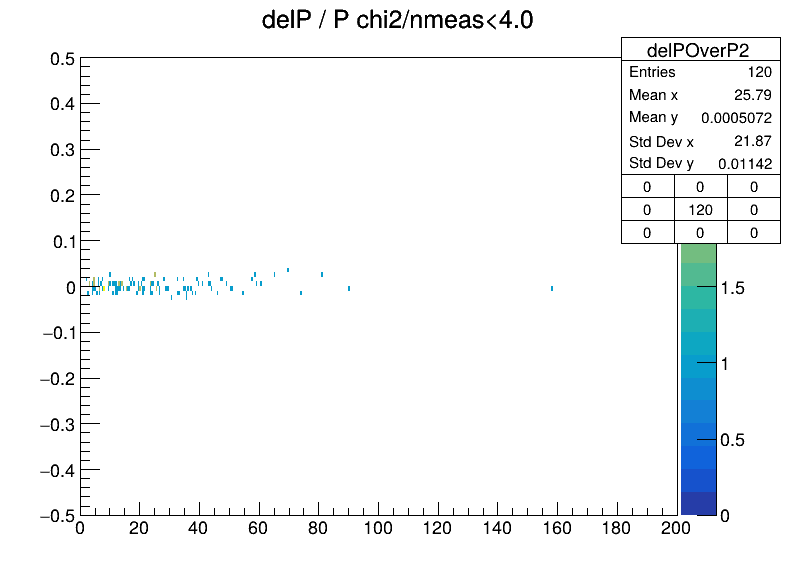 delP / P chi2/nmeas<4.0
delPOverP2
Entries 120
Mean x 25.79
Mean y 0.0005072
Std Dev x 21.87
Std Dev y 0.01142
0 0 0
0 120 0
0 0 0
0.5
0.4
0.3
0.2
0.1
0
−0.1
−0.2
−0.3
−0.4
−0.5
0 20 40 60 80 100 120 140 160 180 200
1.5
1
0.5
0